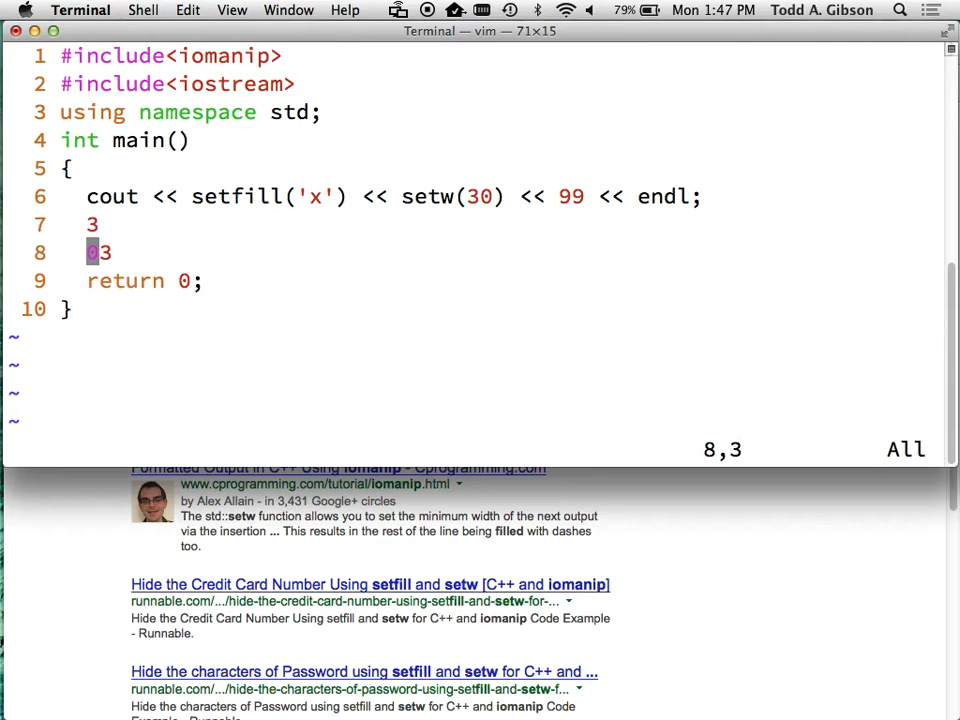 Terminal Shell Edit View Window Help 79% Mon 1:47 PM Todd A. Gibson
Terminal — vim — 71×15
1 #include<iomanip>
2 #include<iostream>
3 using namespace std;
4 int main()
5 {
6 cout << setfill('x') << setw(30) << 99 << endl;
7 3
8 03
9 return 0;
10 }
~
~
~
~
8,3 All
Formatted Output in C++ Using iomanip - Cprogramming.com
www.cprogramming.com/tutorial/iomanip.html
by Alex Allain - in 3,431 Google+ circles
The std::setw function allows you to set the minimum width of the next output
via the insertion ... This results in the rest of the line being filled with dashes
too.
Hide the Credit Card Number Using setfill and setw [C++ and iomanip]
runnable.com/.../hide-the-credit-card-number-using-setfill-and-setw-for-...
Hide the Credit Card Number Using setfill and setw for C++ and iomanip Code Example
- Runnable.
Hide the characters of Password using setfill and setw for C++ and ...
runnable.com/.../hide-the-characters-of-password-using-setfill-and-setw-f...
Hide the characters of Password using setfill and setw for C++ and iomanip Code
Example - Runnable